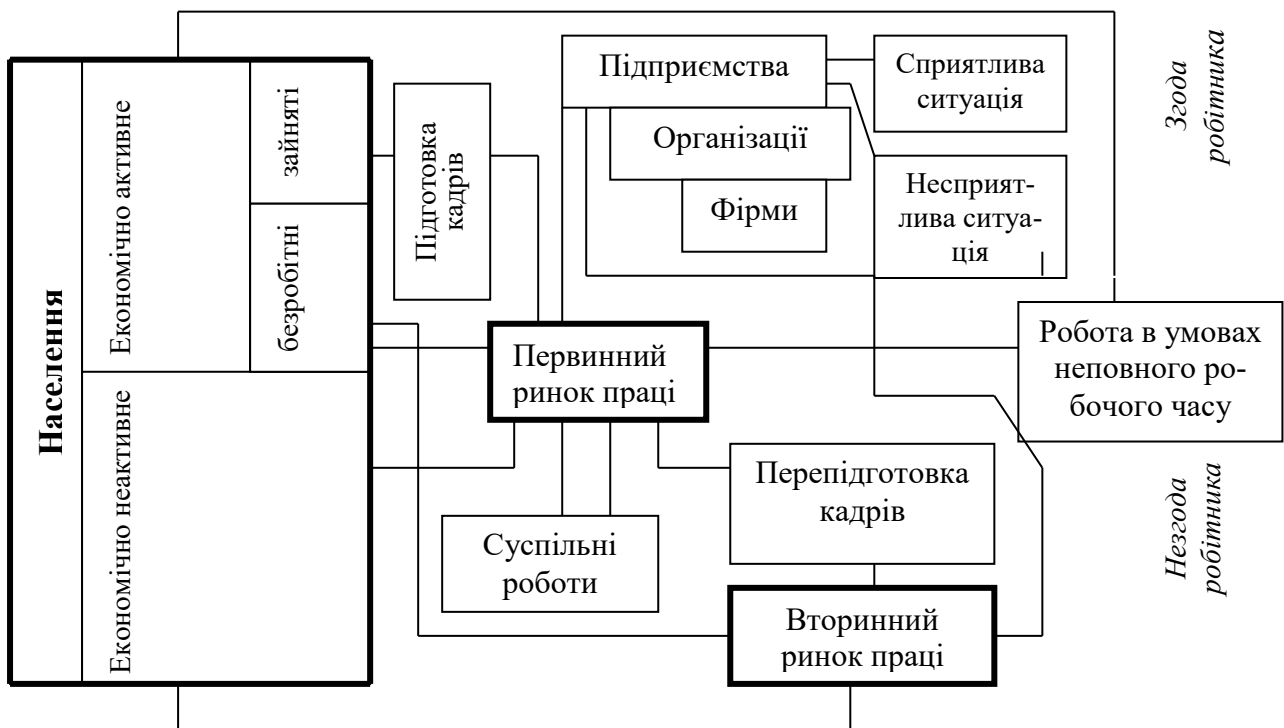 Населення
Економічно активне
зайняті
безробітні
Економічно неактивне
Підготовка
кадрів
Підприємства
Організації
Фірми
Сприятлива
ситуація
Несприят-
лива ситуа-
ція
Згода
робітника
Первинний
ринок праці
Робота в умовах
неповного ро-
бочого часу
Перепідготовка
кадрів
Суспільні
роботи
Вторинний
ринок праці
Незгода
робітника